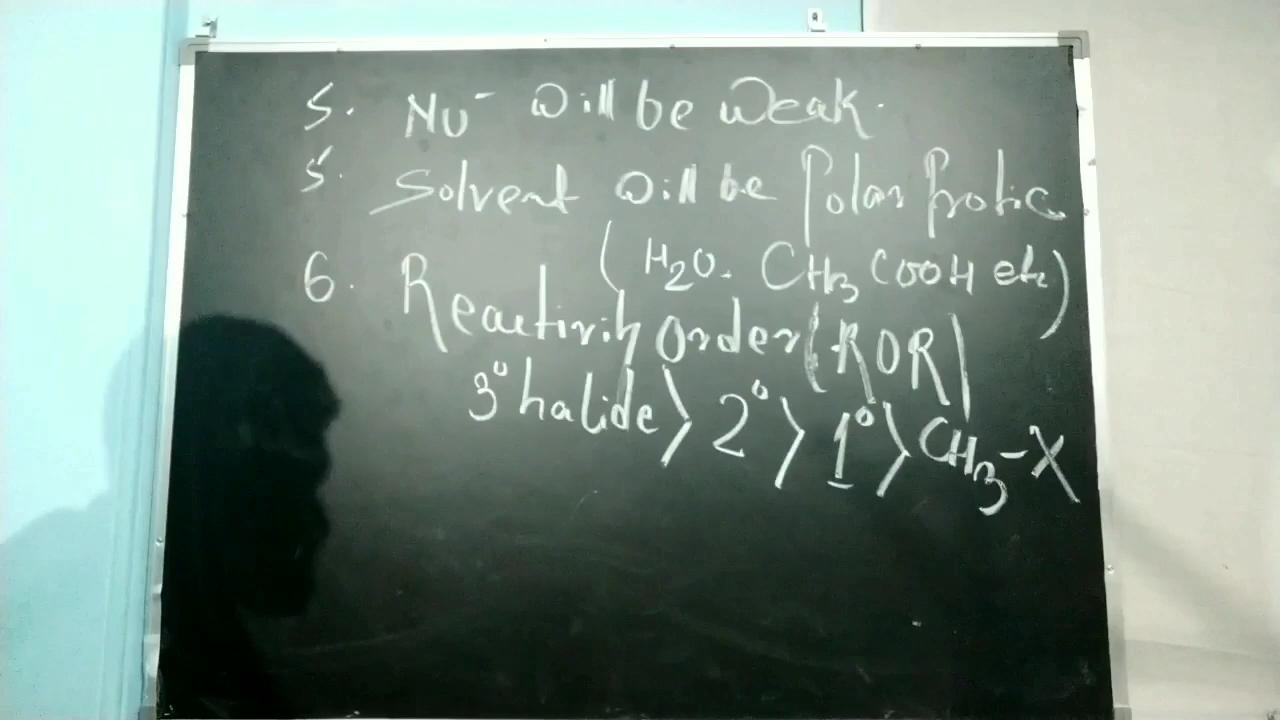 5. Nu⁻ will be weak.
5. Solvent will be Polar protic
(H₂O. CH₃COOH etc)
6. Reactivity order (ROR)
3° halide > 2° > 1° > CH₃-X